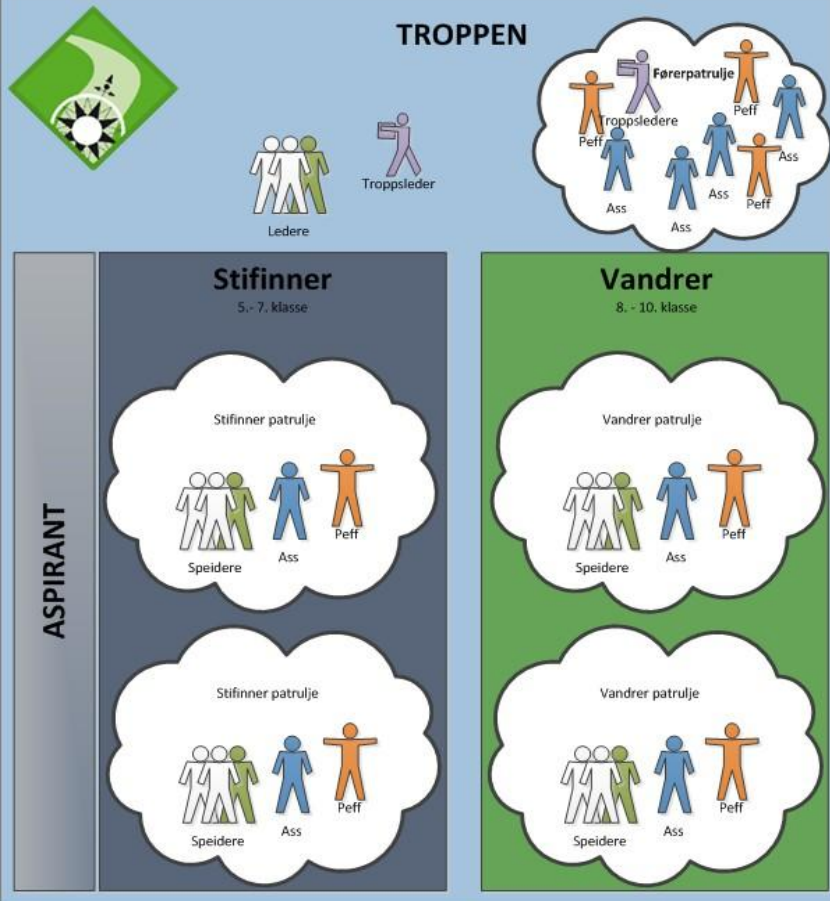 TROPPEN
Førerpatrulje
Troppsledere
Peff
Peff
Ass
Ass
Ass
Peff
Ass
Troppsleder
Ledere
Stifinner
5.- 7. klasse
Vandrer
8. - 10. klasse
ASPIRANT
Stifinner patrulje
Speidere
Ass
Peff
Vandrer patrulje
Speidere
Ass
Peff
Stifinner patrulje
Speidere
Ass
Peff
Vandrer patrulje
Speidere
Ass
Peff